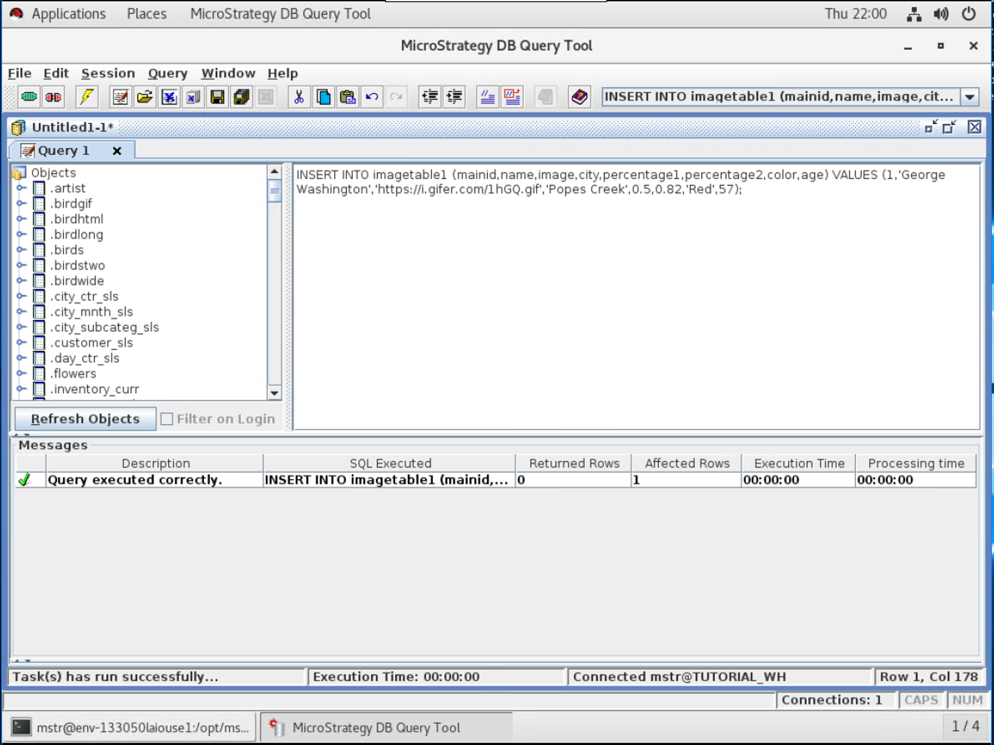 Applications Places MicroStrategy DB Query Tool Thu 22:00
MicroStrategy DB Query Tool
File Edit Session Query Window Help
INSERT INTO imagetable1 (mainid,name,image,cit...
Untitled1-1*
Query 1
Objects
.artist
.birdgif
.birdhtml
.birdlong
.birds
.birdstwo
.birdwide
.city_ctr_sls
.city_mnth_sls
.city_subcateg_sls
.customer_sls
.day_ctr_sls
.flowers
.inventory_curr
Refresh Objects Filter on Login
INSERT INTO imagetable1 (mainid,name,image,city,percentage1,percentage2,color,age) VALUES (1,'George
Washington','https://i.gifer.com/1hGQ.gif','Popes Creek',0.5,0.82,'Red',57);
Messages
Description SQL Executed Returned Rows Affected Rows Execution Time Processing time
Query executed correctly. INSERT INTO imagetable1 (mainid,... 0 1 00:00:00 00:00:00
Task(s) has run successfully... Execution Time: 00:00:00 Connected mstr@TUTORIAL_WH Row 1, Col 178
Connections: 1 CAPS NUM
mstr@env-133050laiouse1:/opt/ms... MicroStrategy DB Query Tool 1 / 4